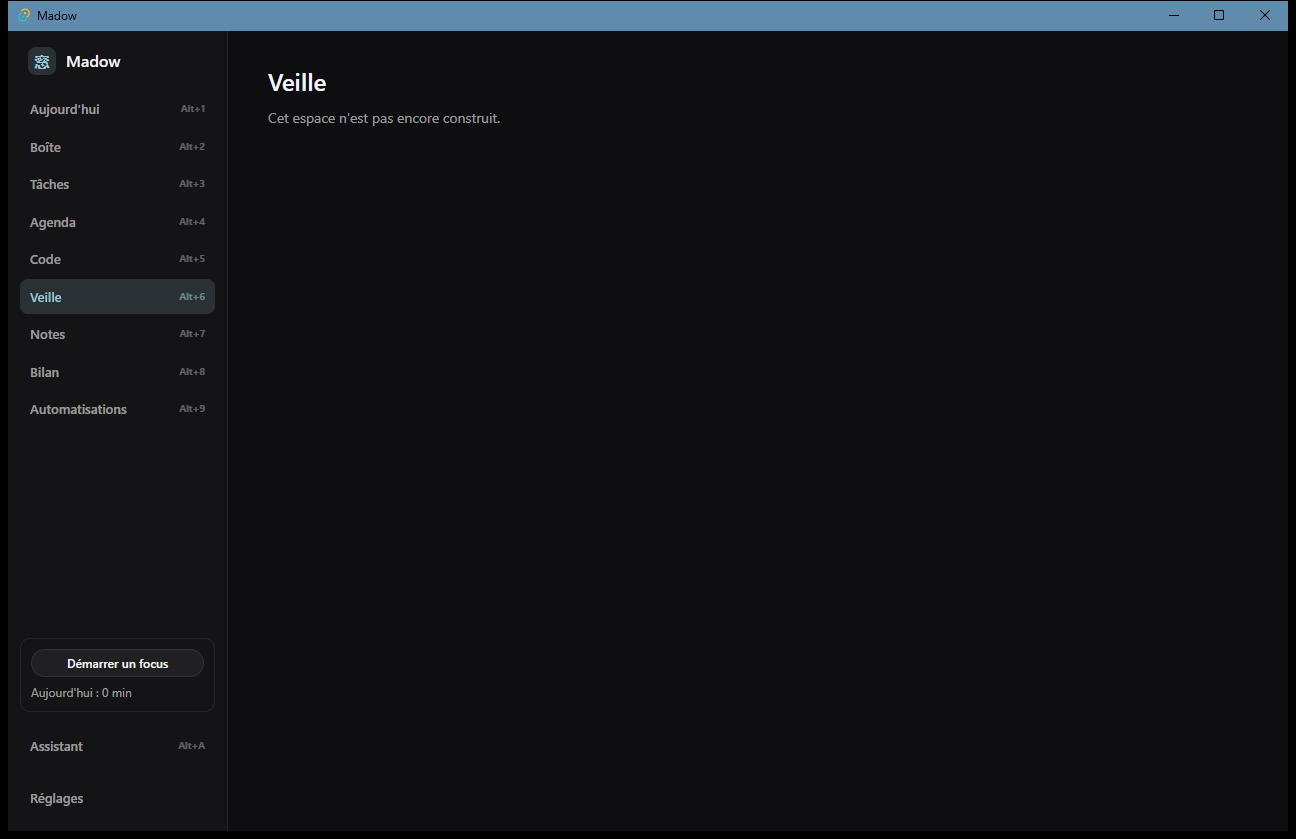 Madow
窓 Madow
Aujourd'hui Alt+1
Boîte Alt+2
Tâches Alt+3
Agenda Alt+4
Code Alt+5
Veille Alt+6
Notes Alt+7
Bilan Alt+8
Automatisations Alt+9
Démarrer un focus
Aujourd'hui : 0 min
Assistant Alt+A
Réglages
Veille
Cet espace n'est pas encore construit.